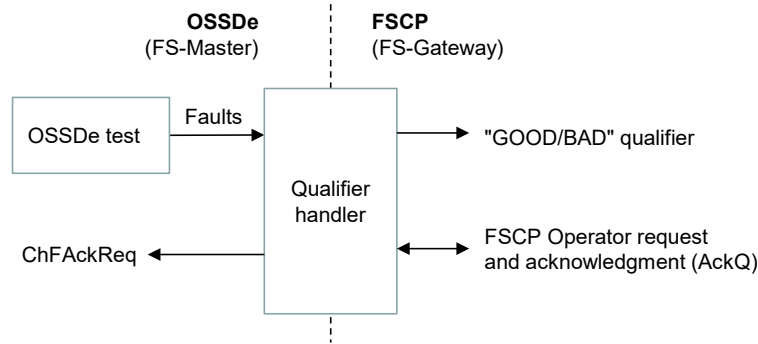 OSSDe
(FS-Master)
FSCP
(FS-Gateway)
OSSDe test
Faults
Qualifier
handler
"GOOD/BAD" qualifier
ChFAckReq
FSCP Operator request
and acknowledgment (AckQ)